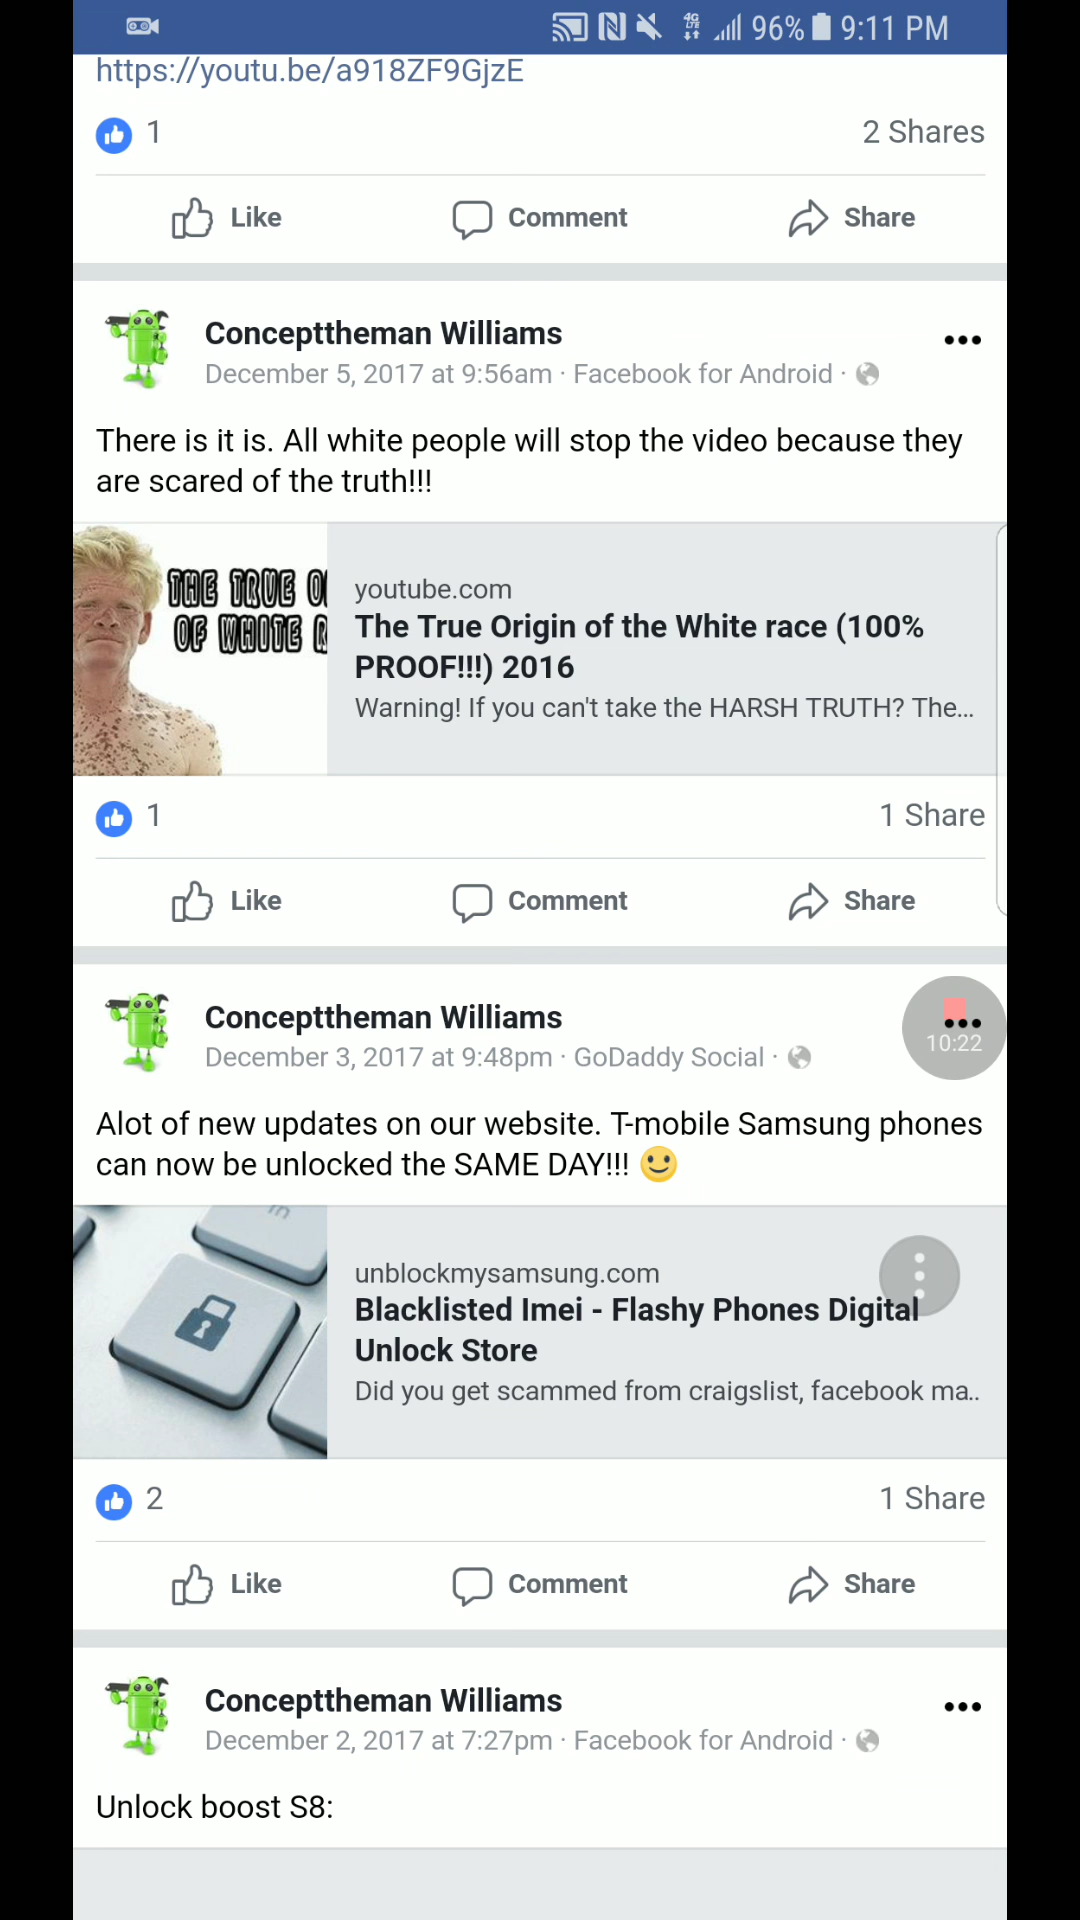 96% 9:11 PM
https://youtu.be/a918ZF9GjzE
1 2 Shares
Like Comment Share
Concepttheman Williams
December 5, 2017 at 9:56am · Facebook for Android ·
There is it is. All white people will stop the video because they
are scared of the truth!!!
THE TRUE
OF WHITE
youtube.com
The True Origin of the White race (100%
PROOF!!!) 2016
Warning! If you can't take the HARSH TRUTH? The...
1 1 Share
Like Comment Share
Concepttheman Williams
10:22
December 3, 2017 at 9:48pm · GoDaddy Social ·
Alot of new updates on our website. T-mobile Samsung phones
can now be unlocked the SAME DAY!!! 🙂
in
unblockmysamsung.com
Blacklisted Imei - Flashy Phones Digital
Unlock Store
Did you get scammed from craigslist, facebook ma..
2 1 Share
Like Comment Share
Concepttheman Williams
December 2, 2017 at 7:27pm · Facebook for Android ·
Unlock boost S8: